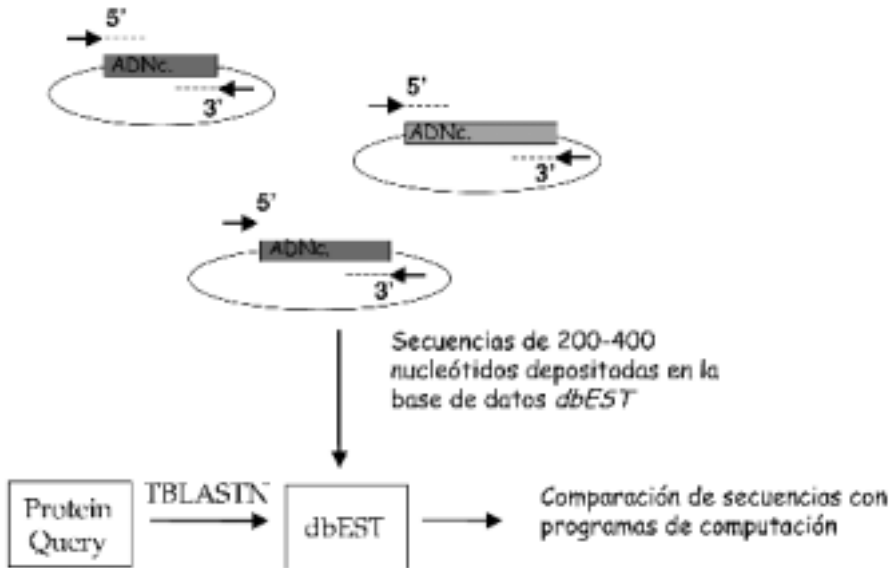 5'
ADNc.
3'
5'
ADNc.
3'
5'
ADNc.
3'
Secuencias de 200-400
nucleótidos depositadas en la
base de datos dbEST
Protein
Query
TBLASTN
dbEST
Comparación de secuencias con
programas de computación